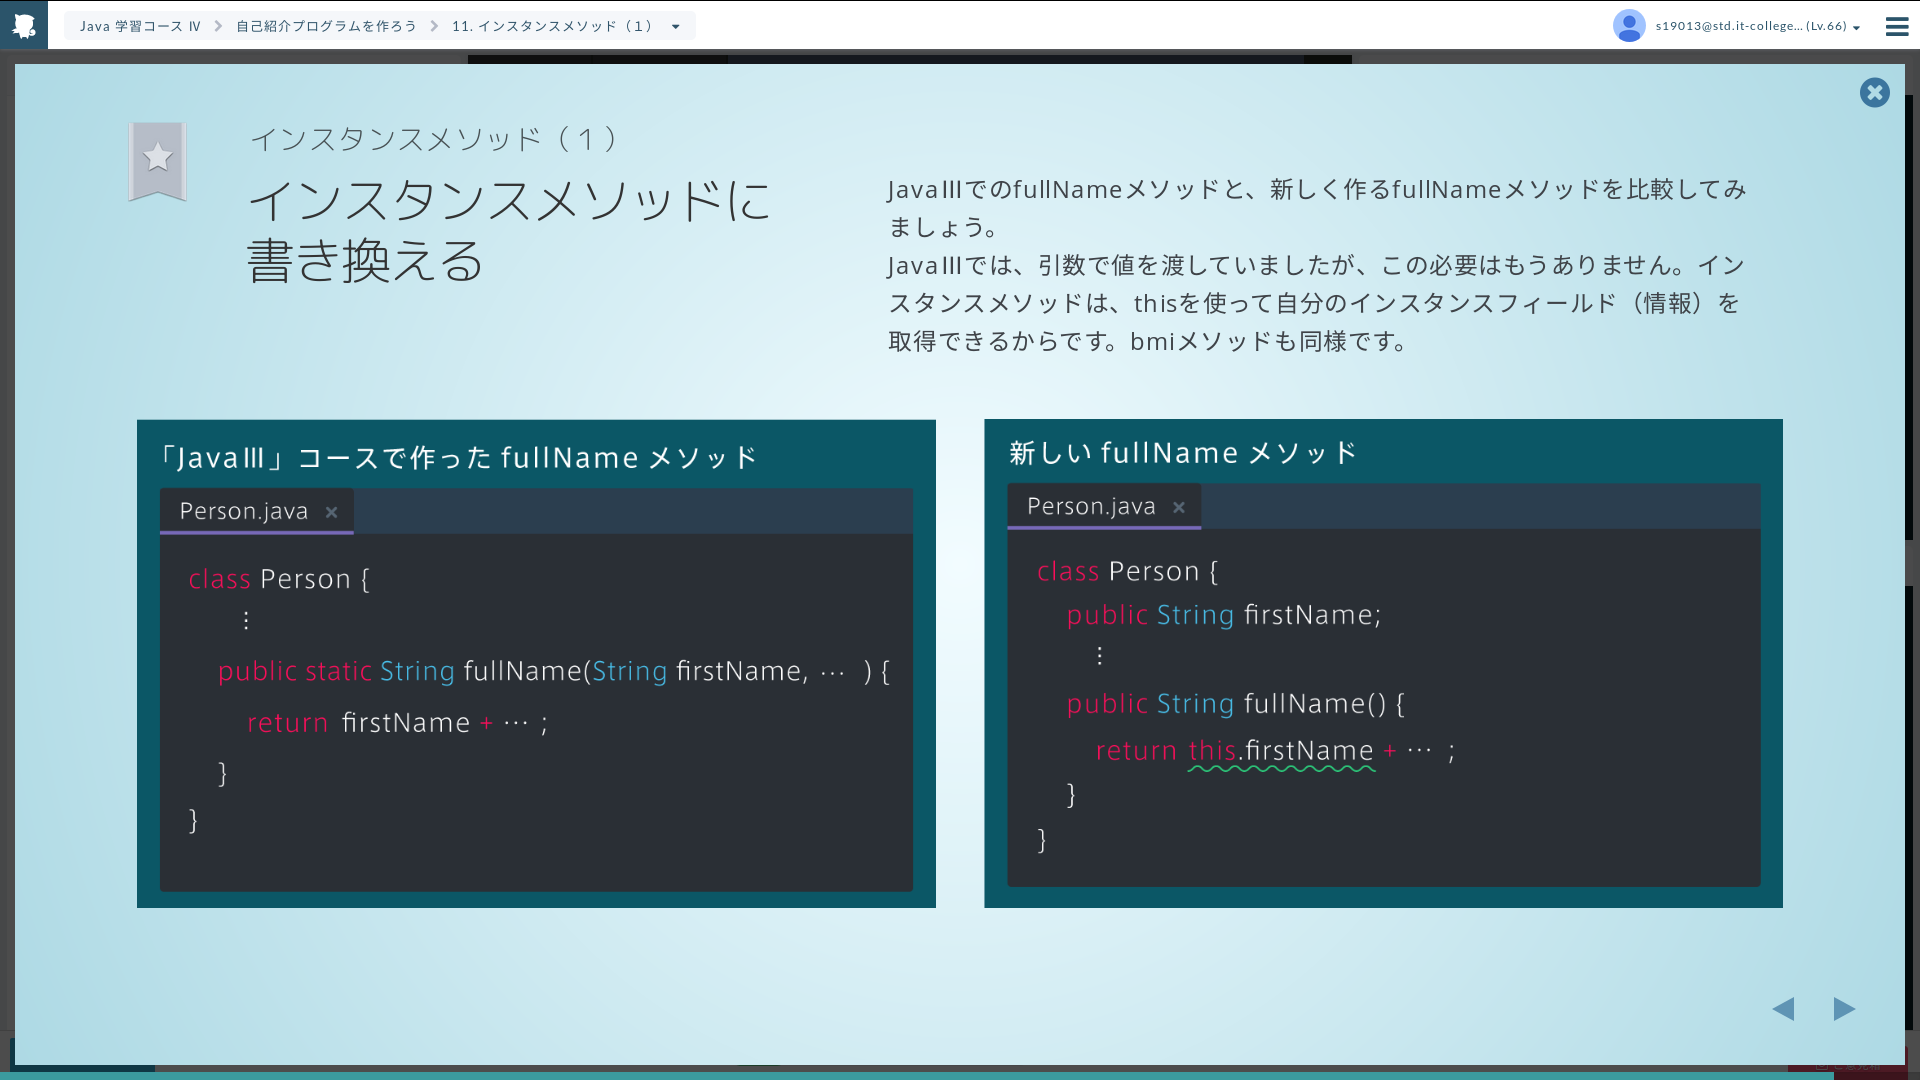 Java 学習コース Ⅳ
自己紹介プログラムを作ろう
11. インスタンスメソッド（１）
s19013@std.it-college... (Lv.66)
インスタンスメソッド（１）
インスタンスメソッドに
書き換える
JavaⅢでのfullNameメソッドと、新しく作るfullNameメソッドを比較してみ
ましょう。
JavaⅢでは、引数で値を渡していましたが、この必要はもうありません。イン
スタンスメソッドは、thisを使って自分のインスタンスフィールド（情報）を
取得できるからです。bmiメソッドも同様です。
「JavaⅢ」コースで作った fullName メソッド
Person.java ×
class Person {
⋮
public static String fullName(String firstName, … ) {
return firstName + … ;
}
}
新しい fullName メソッド
Person.java ×
class Person {
public String firstName;
⋮
public String fullName() {
return this.firstName + … ;
}
}